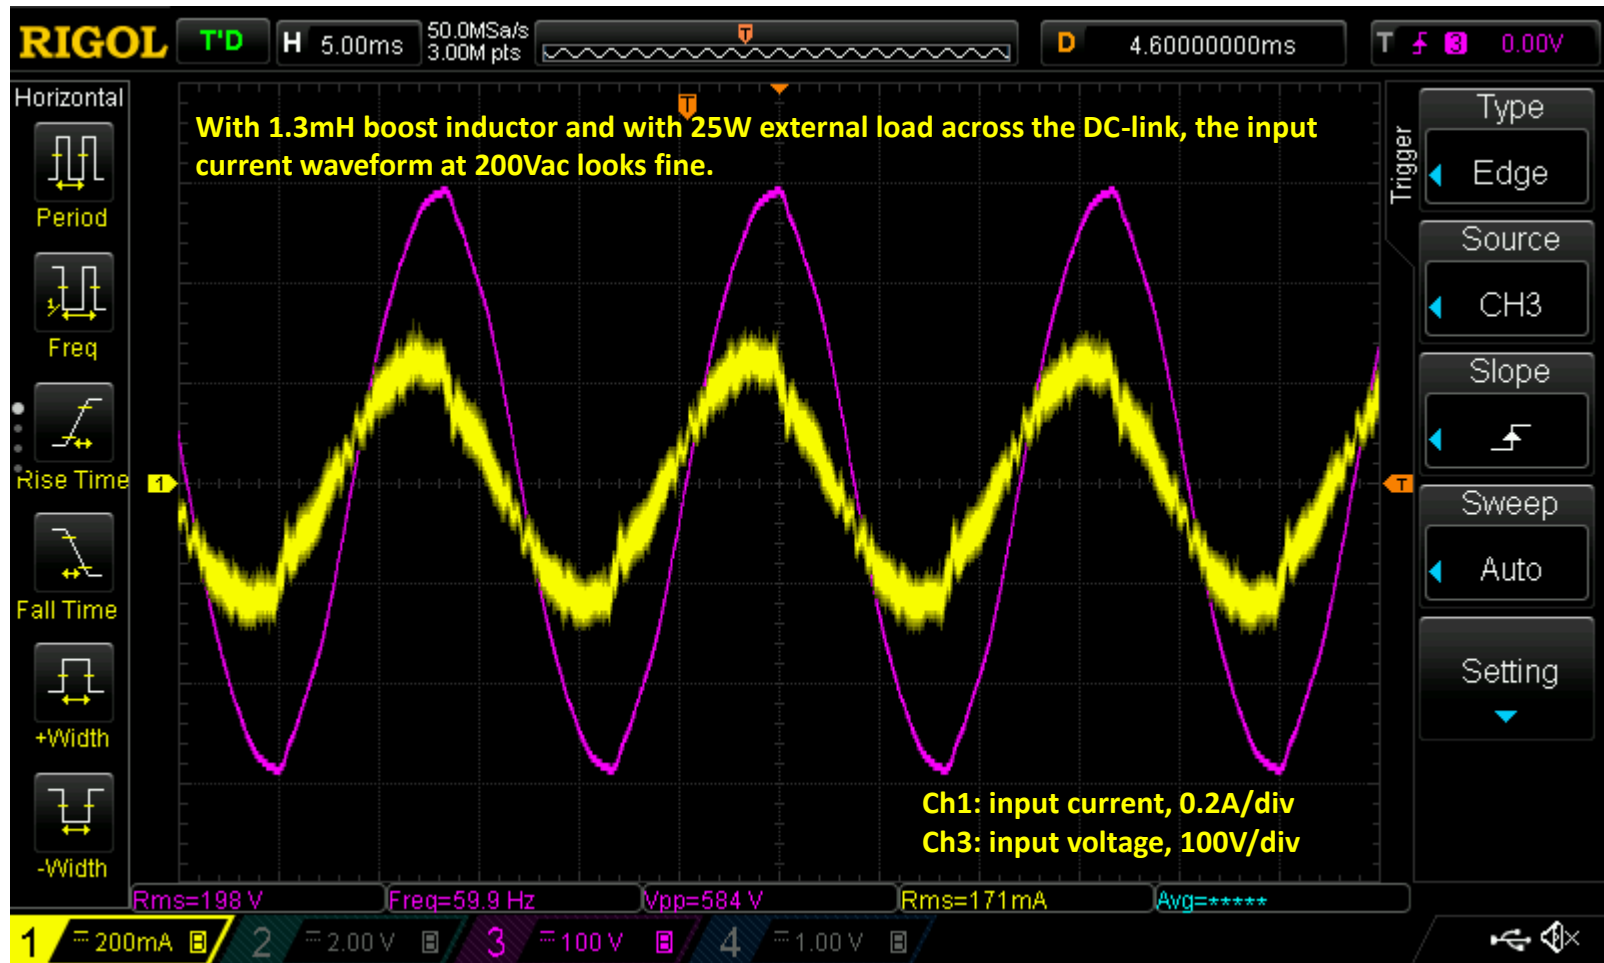 RIGOL T'D H 5.00ms 50.0MSa/s D 4.60000000ms T 3 0.00V
3.00M pts
Horizontal
Period
Freq
Rise Time
Fall Time
+Width
-Width
T
With 1.3mH boost inductor and with 25W external load across the DC-link, the input
current waveform at 200Vac looks fine.
1
T
Ch1: input current, 0.2A/div
Ch3: input voltage, 100V/div
Trigger
Type
Edge
Source
CH3
Slope
Sweep
Auto
Setting
Rms=198 V Freq=59.9 Hz Vpp=584 V Rms=171mA Avg=*****
1 200mA B 2 2.00 V B 3 100 V B 4 1.00 V B